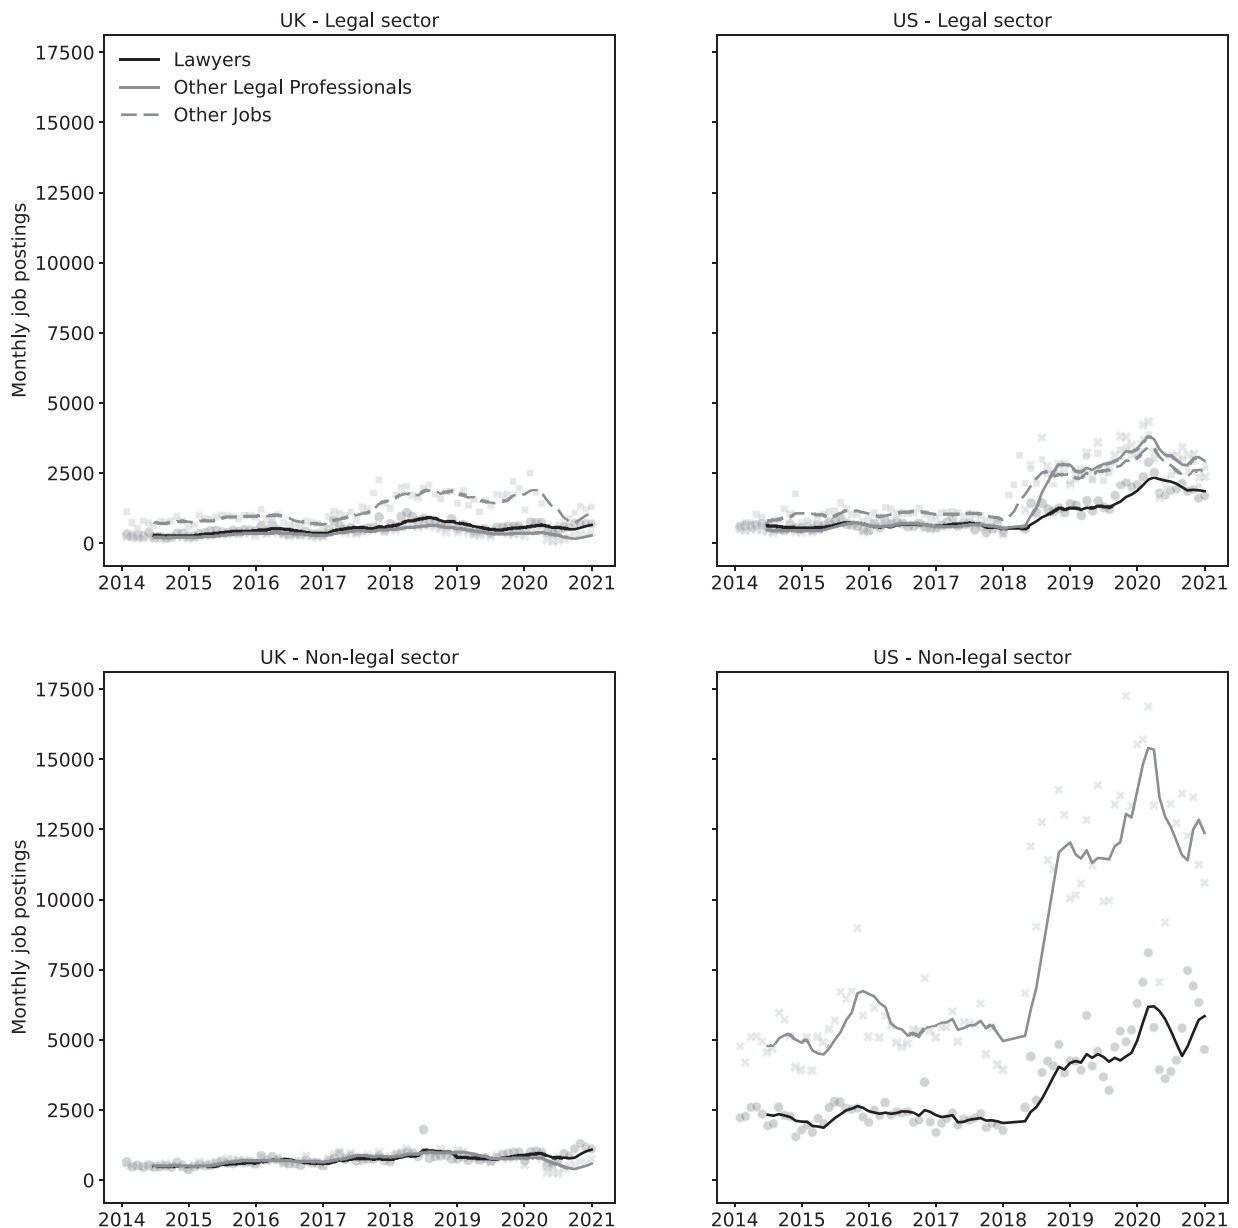 UK - Legal sector
US - Legal sector
17500
15000
12500
10000
7500
5000
2500
0
Monthly job postings
Lawyers
Other Legal Professionals
Other Jobs
2014 2015 2016 2017 2018 2019 2020 2021
2014 2015 2016 2017 2018 2019 2020 2021
UK - Non-legal sector
US - Non-legal sector
17500
15000
12500
10000
7500
5000
2500
0
Monthly job postings
2014 2015 2016 2017 2018 2019 2020 2021
2014 2015 2016 2017 2018 2019 2020 2021